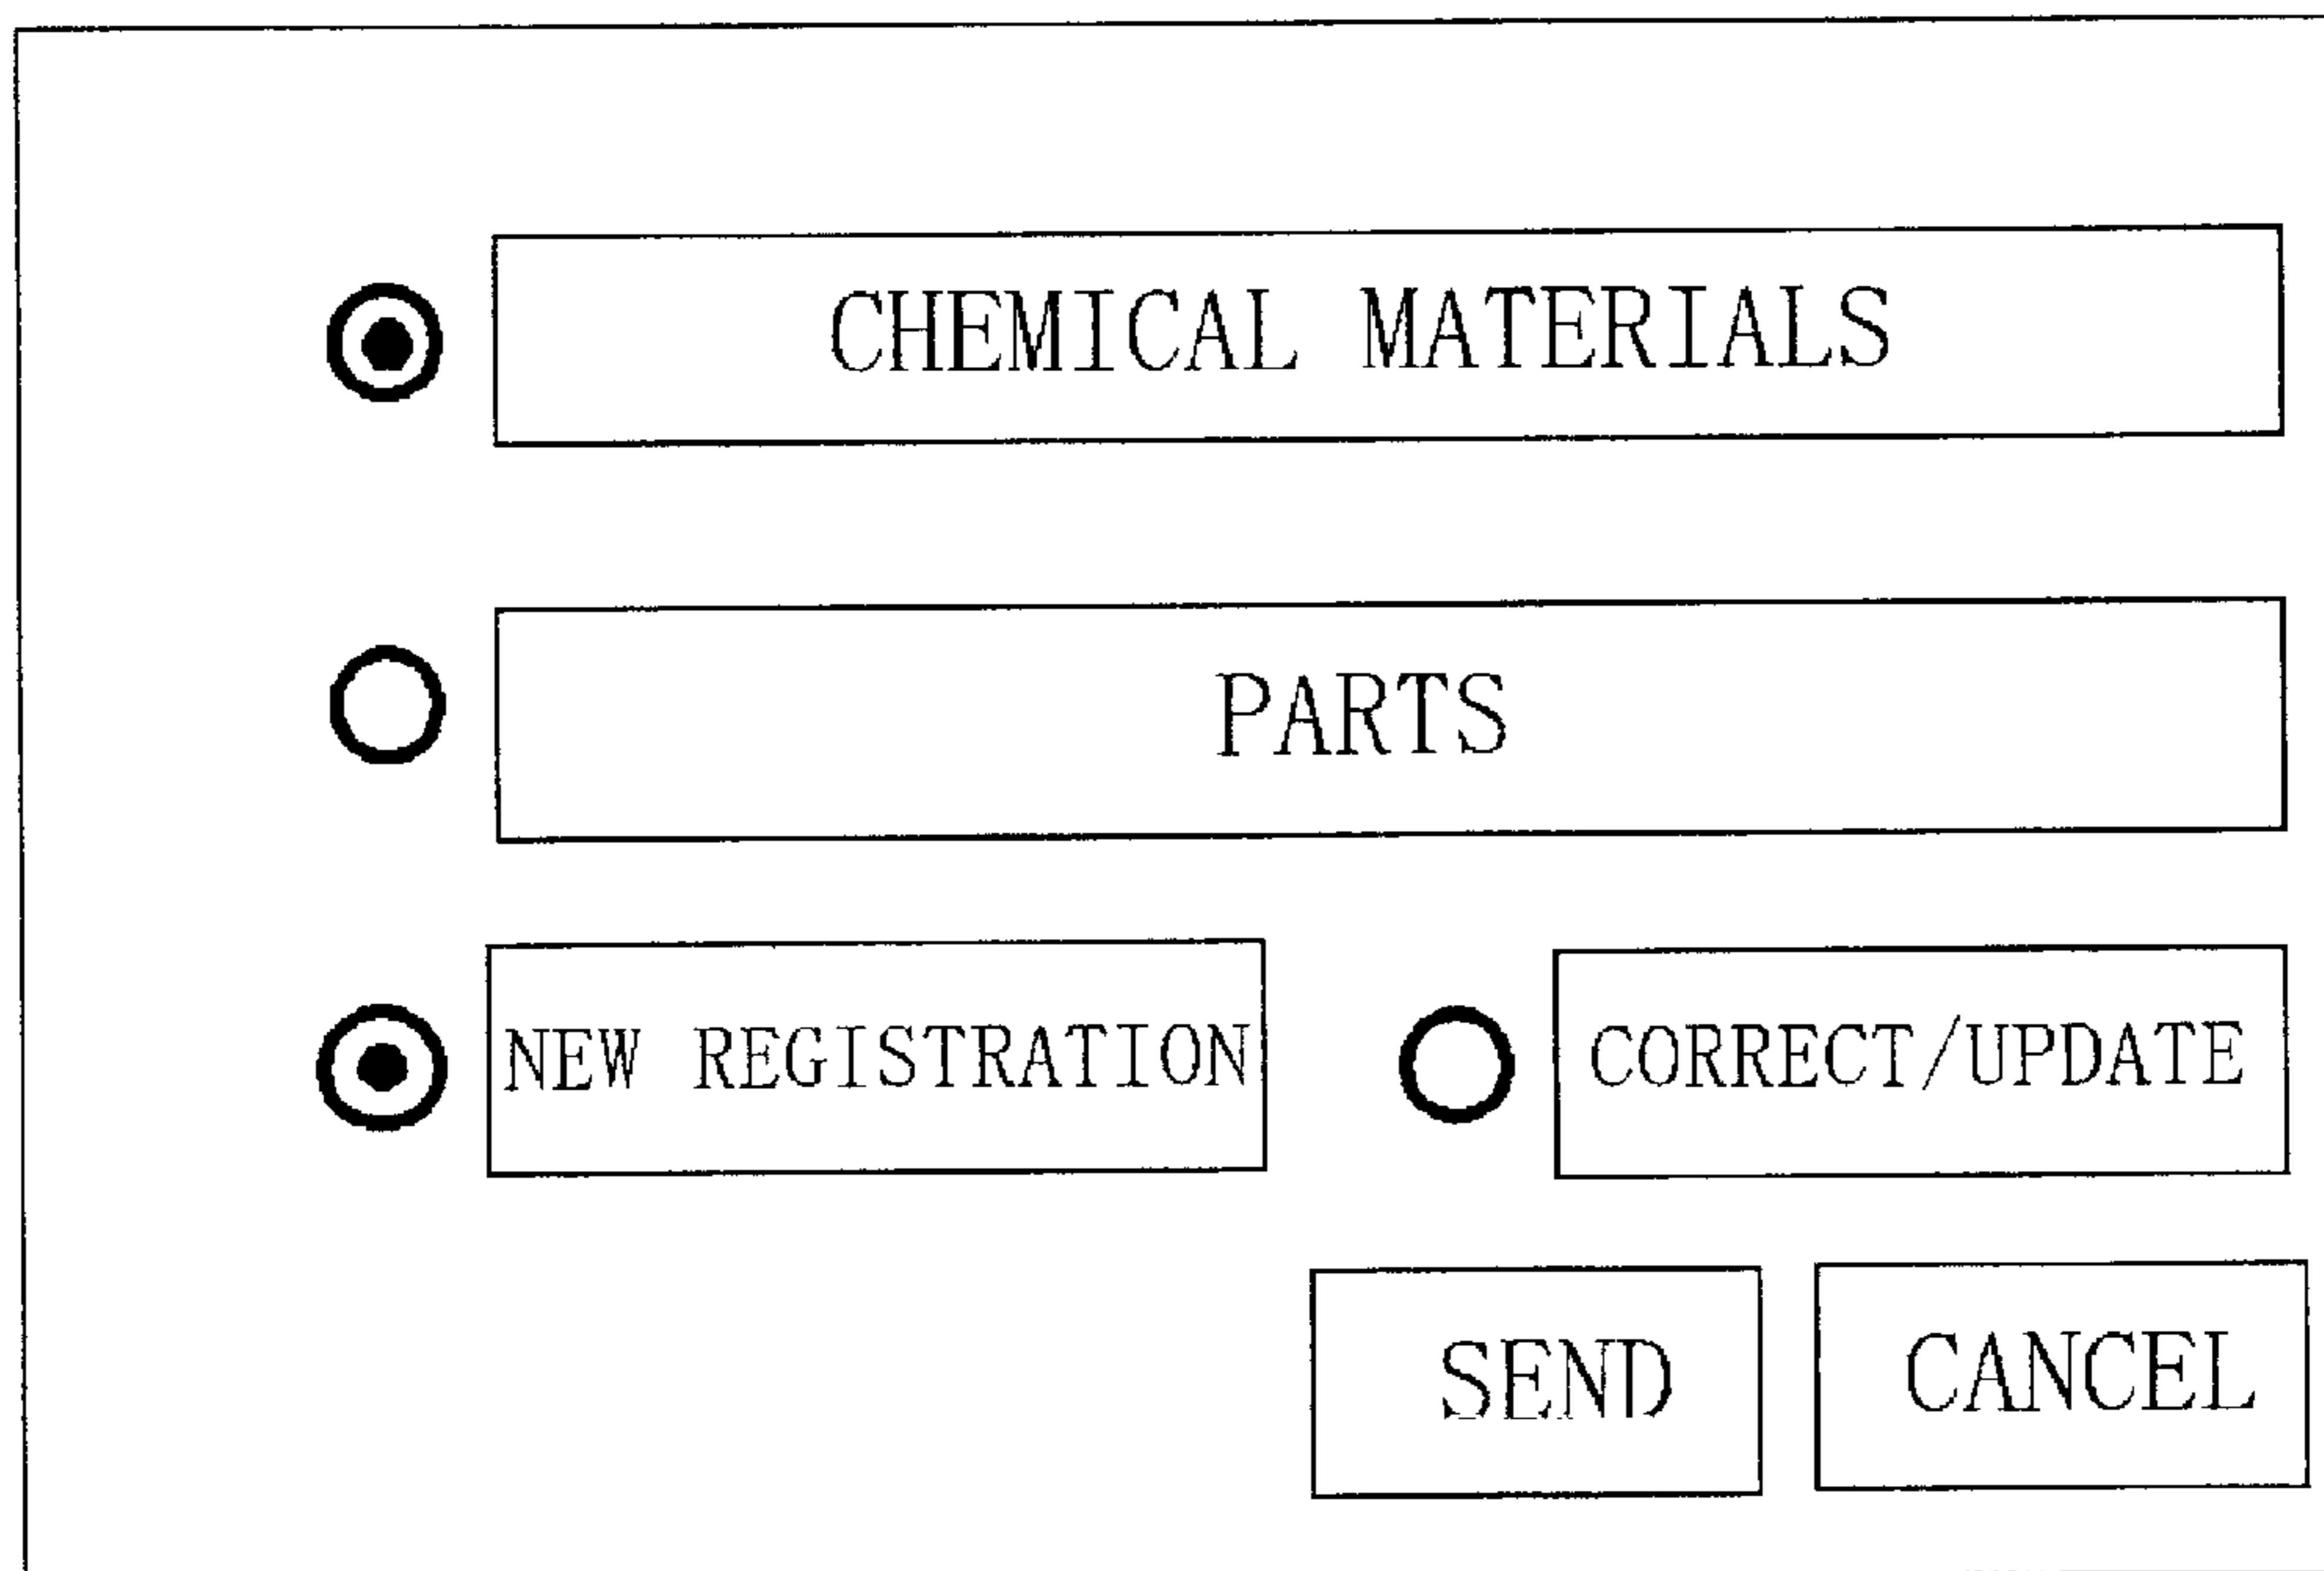 CHEMICAL MATERIALS
PARTS
NEW REGISTRATION
CORRECT/UPDATE
SEND
CANCEL